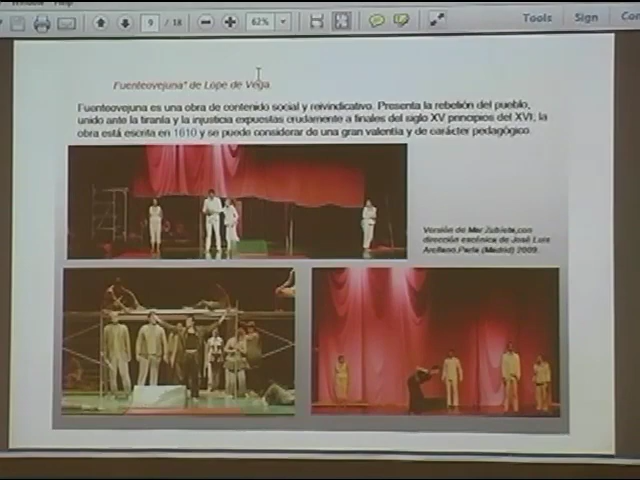 Window Help
9 / 18
62%
Tools
Sign
Fuenteovejuna" de Lope de Vega
Fuenteovejuna es una obra de contenido social y reivindicativo. Presenta la rebelión del pueblo,
unido ante la tiranía y la injusticia expuestas crudamente a finales del siglo XV principios del XVI; la
obra está escrita en 1610 y se puede considerar de una gran valentía y de carácter pedagógico.
Versión de Mar Zubieta,con
dirección escénica de José Luis
Arellano.Parla (Madrid) 2009.